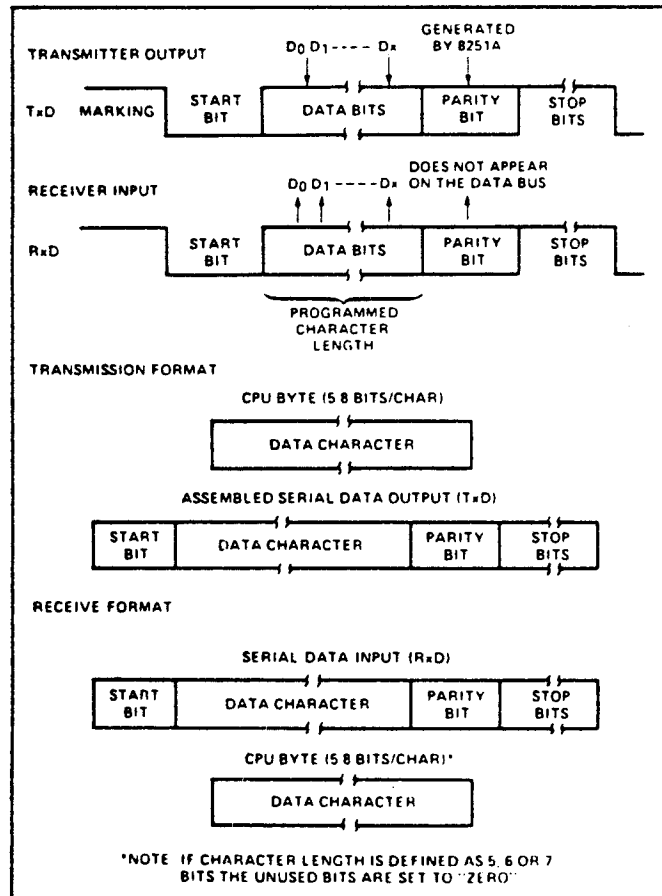 TRANSMITTER OUTPUT
D0 D1 ---- Dx
GENERATED
BY 8251A
TxD MARKING
START
BIT
DATA BITS
PARITY
BIT
STOP
BITS
RECEIVER INPUT
D0 D1 ---- Dx
DOES NOT APPEAR
ON THE DATA BUS
RxD
START
BIT
DATA BITS
PARITY
BIT
STOP
BITS
PROGRAMMED
CHARACTER
LENGTH
TRANSMISSION FORMAT
CPU BYTE (5 8 BITS/CHAR)
DATA CHARACTER
ASSEMBLED SERIAL DATA OUTPUT (TxD)
START
BIT
DATA CHARACTER
PARITY
BIT
STOP
BITS
RECEIVE FORMAT
SERIAL DATA INPUT (RxD)
START
BIT
DATA CHARACTER
PARITY
BIT
STOP
BITS
CPU BYTE (5 8 BITS/CHAR)*
DATA CHARACTER
*NOTE IF CHARACTER LENGTH IS DEFINED AS 5, 6 OR 7
BITS THE UNUSED BITS ARE SET TO "ZERO"